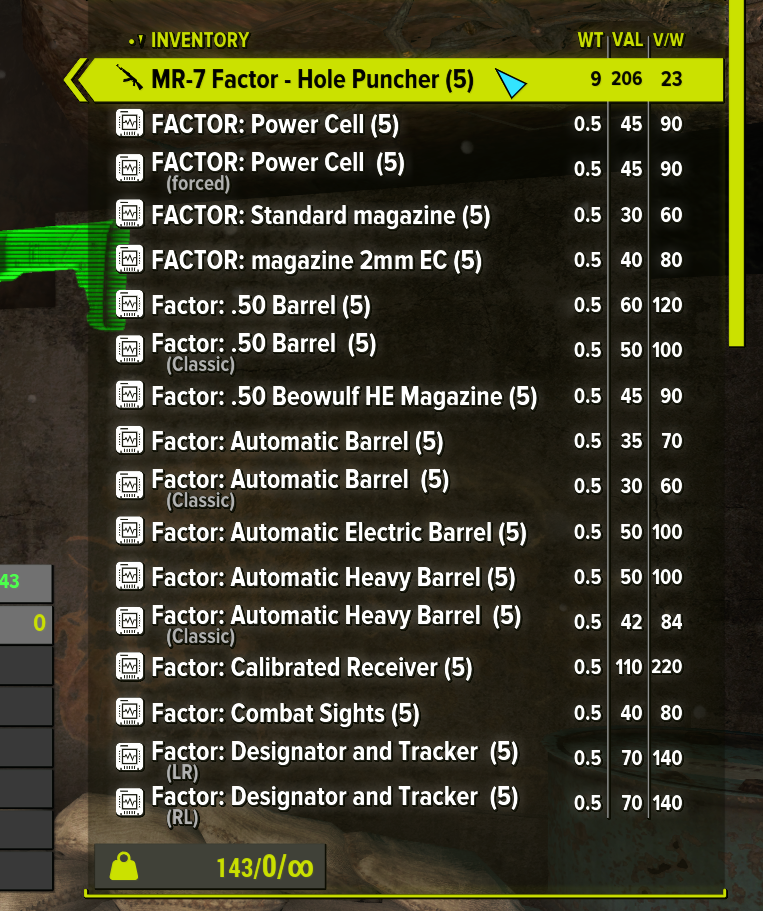 INVENTORY WT VAL V/W
MR-7 Factor - Hole Puncher (5) 9 206 23
FACTOR: Power Cell (5) 0.5 45 90
FACTOR: Power Cell (5) 0.5 45 90
(forced)
FACTOR: Standard magazine (5) 0.5 30 60
FACTOR: magazine 2mm EC (5) 0.5 40 80
Factor: .50 Barrel (5) 0.5 60 120
Factor: .50 Barrel (5) 0.5 50 100
(Classic)
Factor: .50 Beowulf HE Magazine (5) 0.5 45 90
Factor: Automatic Barrel (5) 0.5 35 70
Factor: Automatic Barrel (5) 0.5 30 60
(Classic)
Factor: Automatic Electric Barrel (5) 0.5 50 100
Factor: Automatic Heavy Barrel (5) 0.5 50 100
43
Factor: Automatic Heavy Barrel (5) 0.5 42 84
(Classic)
0
Factor: Calibrated Receiver (5) 0.5 110 220
Factor: Combat Sights (5) 0.5 40 80
Factor: Designator and Tracker (5) 0.5 70 140
(LR)
Factor: Designator and Tracker (5) 0.5 70 140
(RL)
143/0/∞